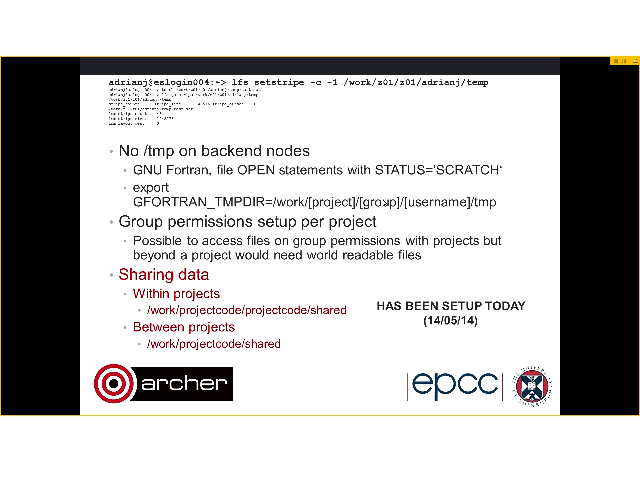 adrianj@eslogin004:~> lfs setstripe -c -1 /work/z01/z01/adrianj/temp
• No /tmp on backend nodes
• GNU Fortran, file OPEN statements with STATUS='SCRATCH'
• export
GFORTRAN_TMPDIR=/work/[project]/[group]/[username]/tmp
• Group permissions setup per project
• Possible to access files on group permissions with projects but
beyond a project would need world readable files
• Sharing data
• Within projects
• /work/projectcode/projectcode/shared
HAS BEEN SETUP TODAY
(14/05/14)
• Between projects
• /work/projectcode/shared
archer
|epcc|